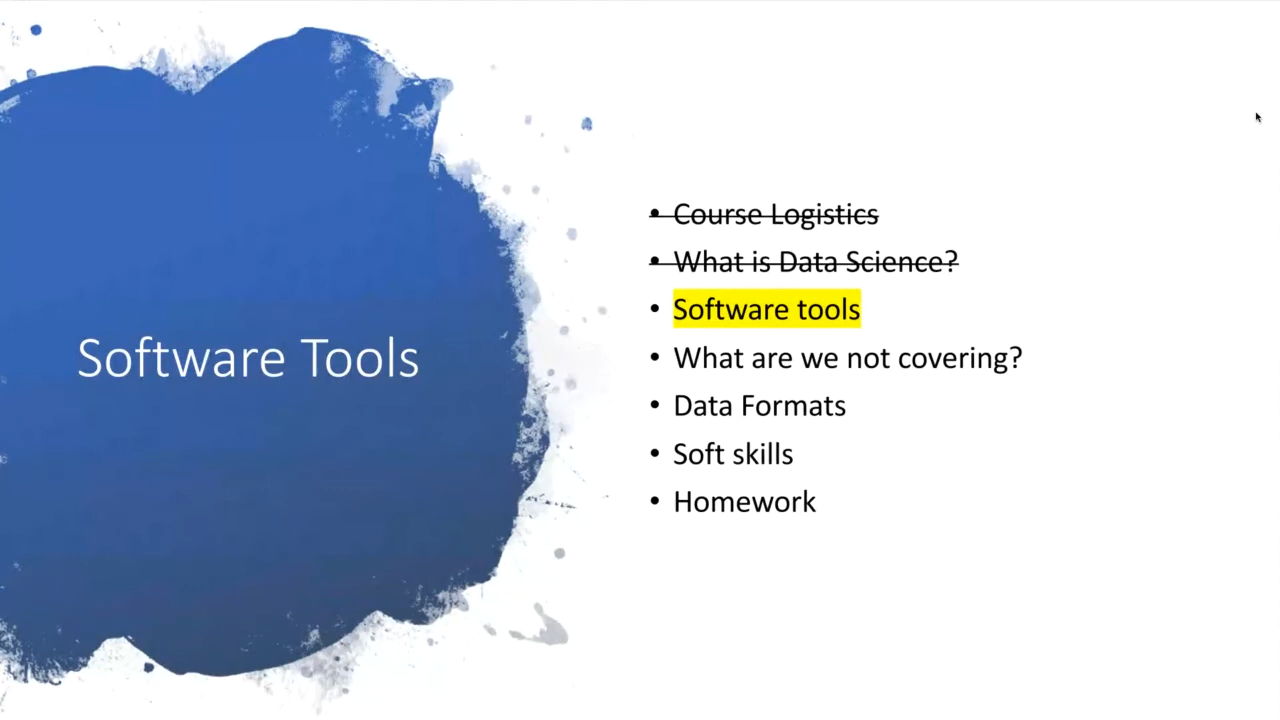 Software Tools
• Course Logistics
• What is Data Science?
• Software tools
• What are we not covering?
• Data Formats
• Soft skills
• Homework